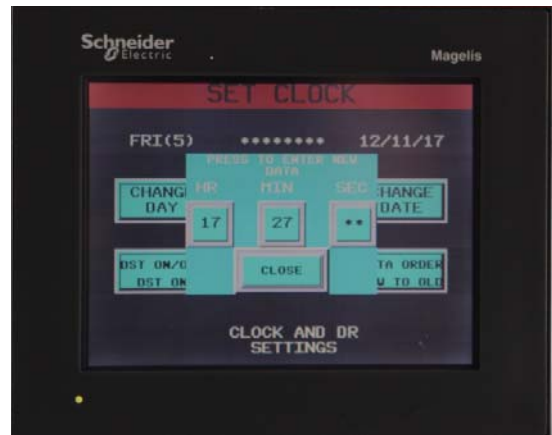 Schneider
Electric
Magelis
SET CLOCK
FRI(5) ******** 12/11/17
PRESS TO ENTER NEW
DATA
HR MIN SEC
CHANG HANGE
DAY DATE
17 27 **
DST ON/O TA ORDER
DST ON W TO OLD
CLOSE
CLOCK AND DR
SETTINGS